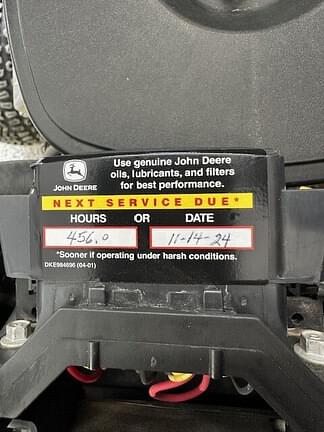 Use genuine John Deere
oils, lubricants, and filters
for best performance.
JOHN DEERE
NEXT SERVICE DUE*
HOURS OR DATE
456.0 11-14-24
*Sooner if operating under harsh conditions.
DKE984696 (04-01)